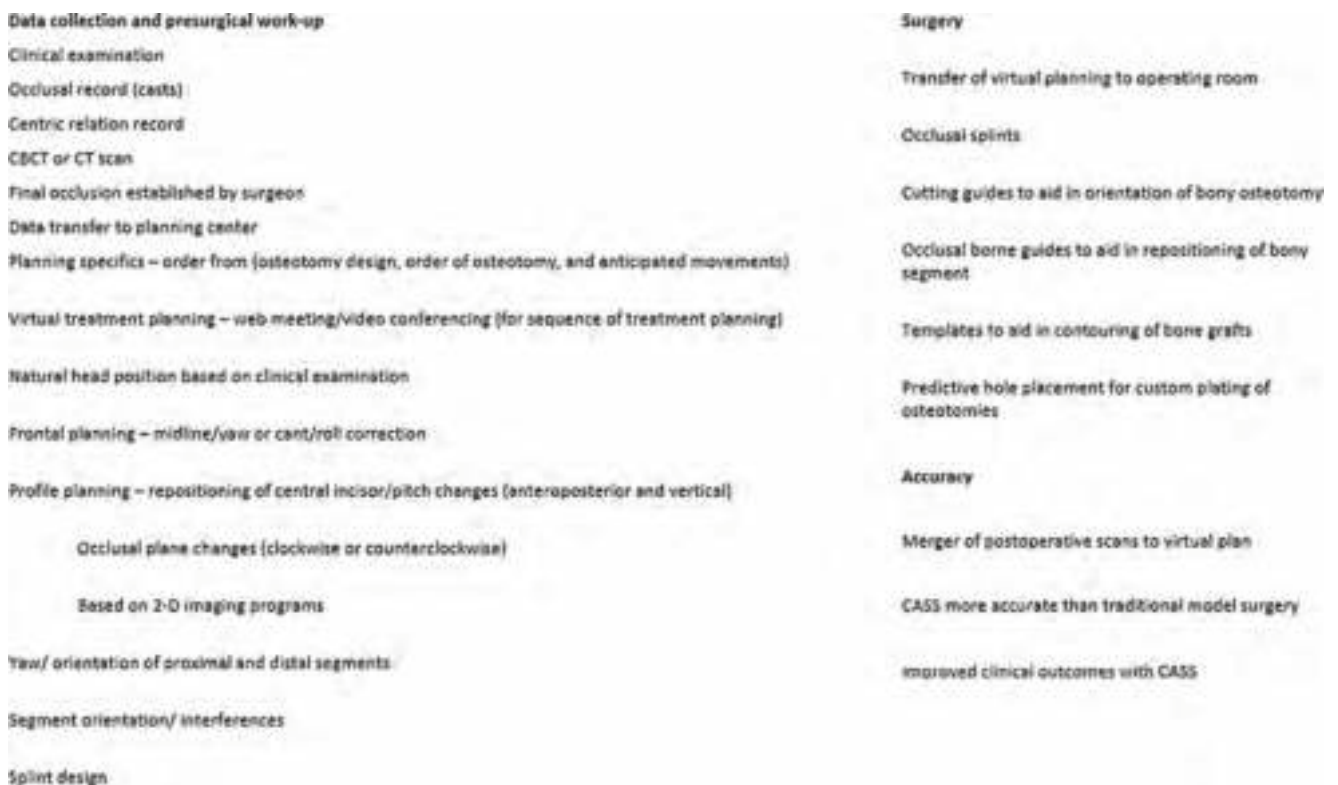 Data collection and presurgical work-up
Clinical examination
Occlusal record (casts)
Centric relation record
CBCT or CT scan
Final occlusion established by surgeon
Data transfer to planning center
Planning specifics – order from (osteotomy design, order of osteotomy, and anticipated movements)
Virtual treatment planning – web meeting/video conferencing (for sequence of treatment planning)
Natural head position based on clinical examination
Frontal planning – midline/yaw or cant/roll correction
Profile planning – repositioning of central incisor/pitch changes (anteroposterior and vertical)
Occlusal plane changes (clockwise or counterclockwise)
Based on 2-D imaging programs
Yaw/ orientation of proximal and distal segments
Segment orientation/ interferences
Splint design
Surgery
Transfer of virtual planning to operating room
Occlusal splints
Cutting guides to aid in orientation of bony osteotomy
Occlusal borne guides to aid in repositioning of bony
segment
Templates to aid in contouring of bone grafts
Predictive hole placement for custom plating of
osteotomies
Accuracy
Merger of postoperative scans to virtual plan
CASS more accurate than traditional model surgery
Improved clinical outcomes with CASS